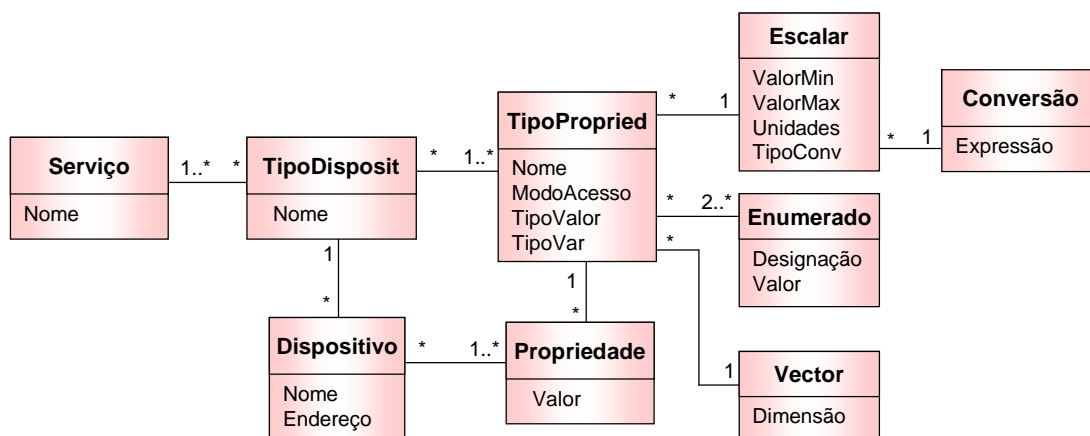 Escalar
ValorMin
ValorMax
Unidades
TipoConv
* 1
* 1
Conversão
Expressão
TipoPropried
Nome
ModoAcesso
TipoValor
TipoVar
Serviço
Nome
1..* *
TipoDisposit
Nome
* 1..*
* 2..*
Enumerado
Designação
Valor
*
1
*
1
*
Dispositivo
Nome
Endereço
* 1..*
Propriedade
Valor
1
Vector
Dimensão